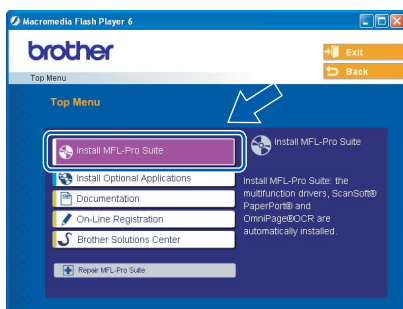 Macromedia Flash Player 6
brother
Exit
Back
Top Menu
Top Menu
Install MFL-Pro Suite
Install Optional Applications
Documentation
On-Line Registration
Brother Solutions Center
Repair MFL-Pro Suite
Install MFL-Pro Suite
Install MFL-Pro Suite: the
multifunction drivers, ScanSoft®
PaperPort® and
OmniPage®OCR are
automatically installed.